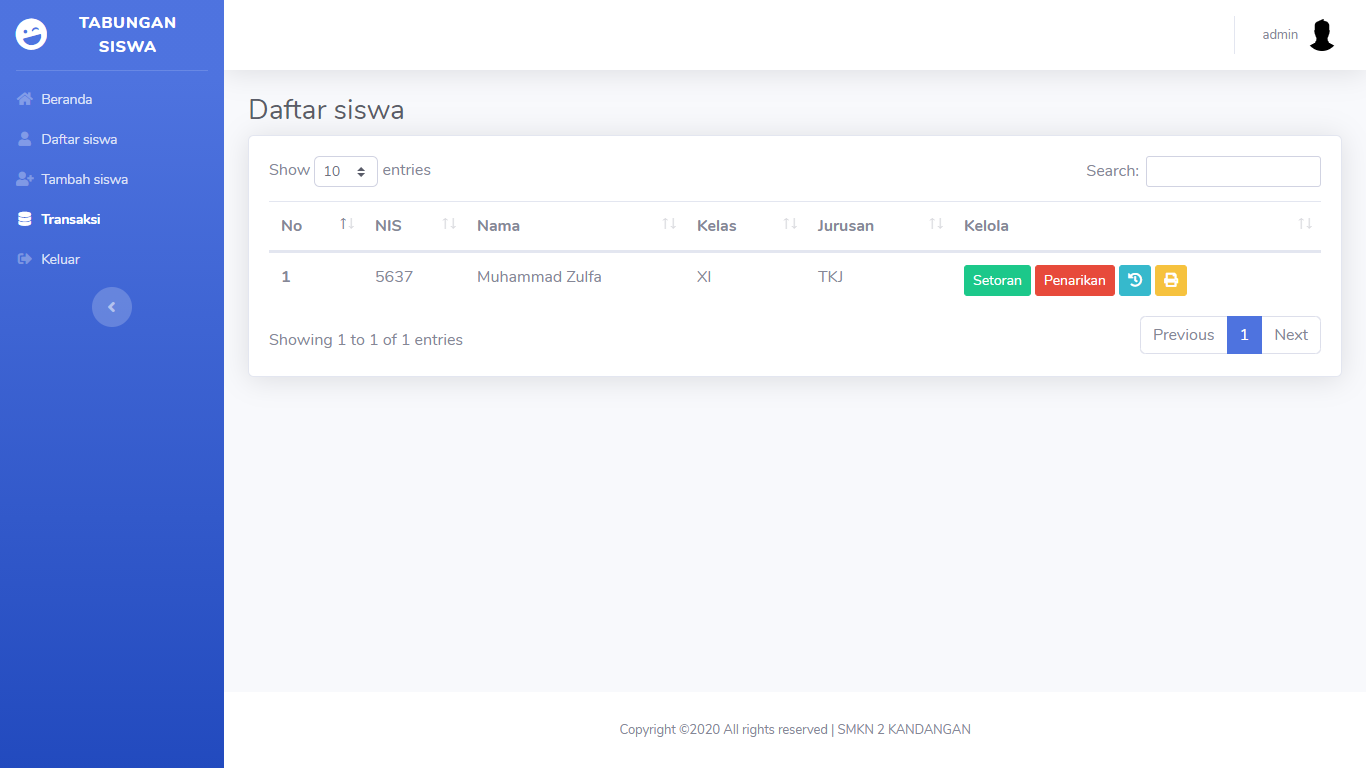 TABUNGAN
SISWA
Beranda
Daftar siswa
Tambah siswa
Transaksi
Keluar
admin
Daftar siswa
Show 10 entries
Search:
No NIS Nama Kelas Jurusan Kelola
1 5637 Muhammad Zulfa XI TKJ Setoran Penarikan
Showing 1 to 1 of 1 entries
Previous 1 Next
Copyright ©2020 All rights reserved | SMKN 2 KANDANGAN